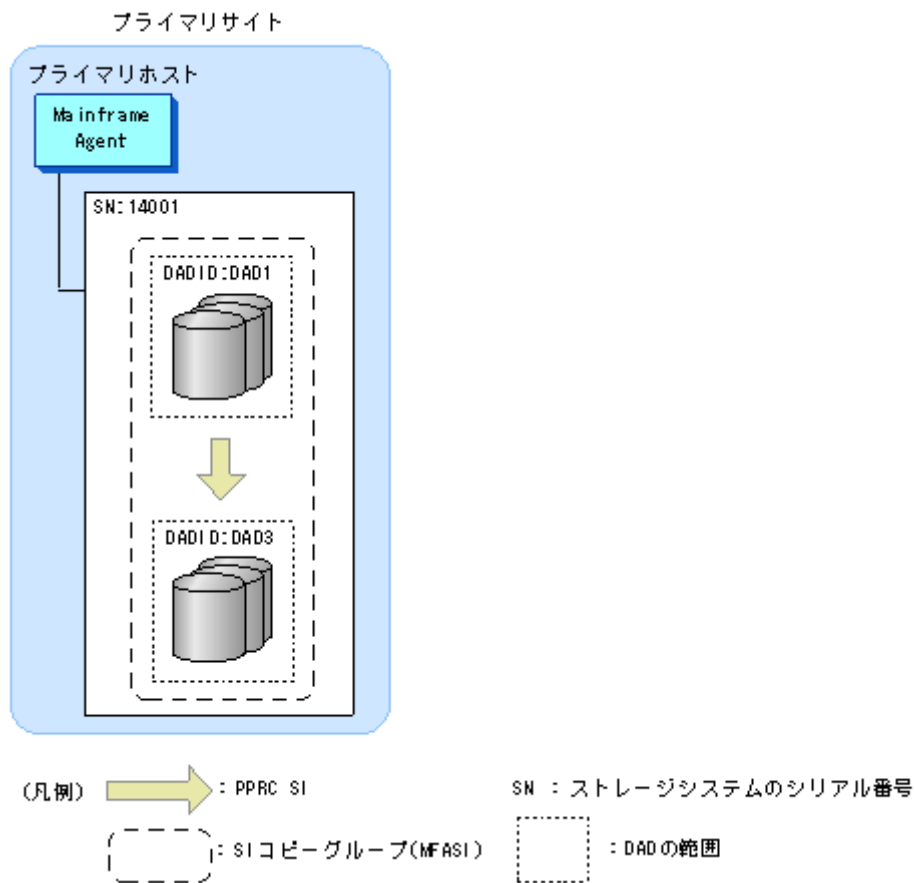 プライマリサイト
プライマリホスト
Mainframe
Agent
SN:14001
DADID:DAD1
DADID:DAD3
(凡例)
: PPRC SI
SN : ストレージシステムのシリアル番号
: SIコピーグループ(MFASI)
:DADの範囲